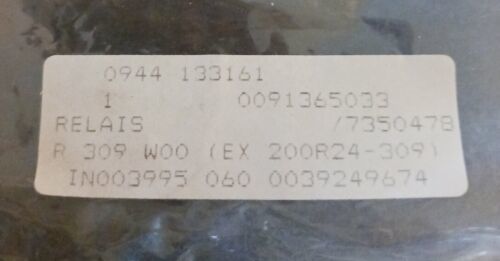 0944 133161
1 0091365033
RELAIS /7350478
R 309 W00 (EX 200R24-309)
IN003995 060 0039249674